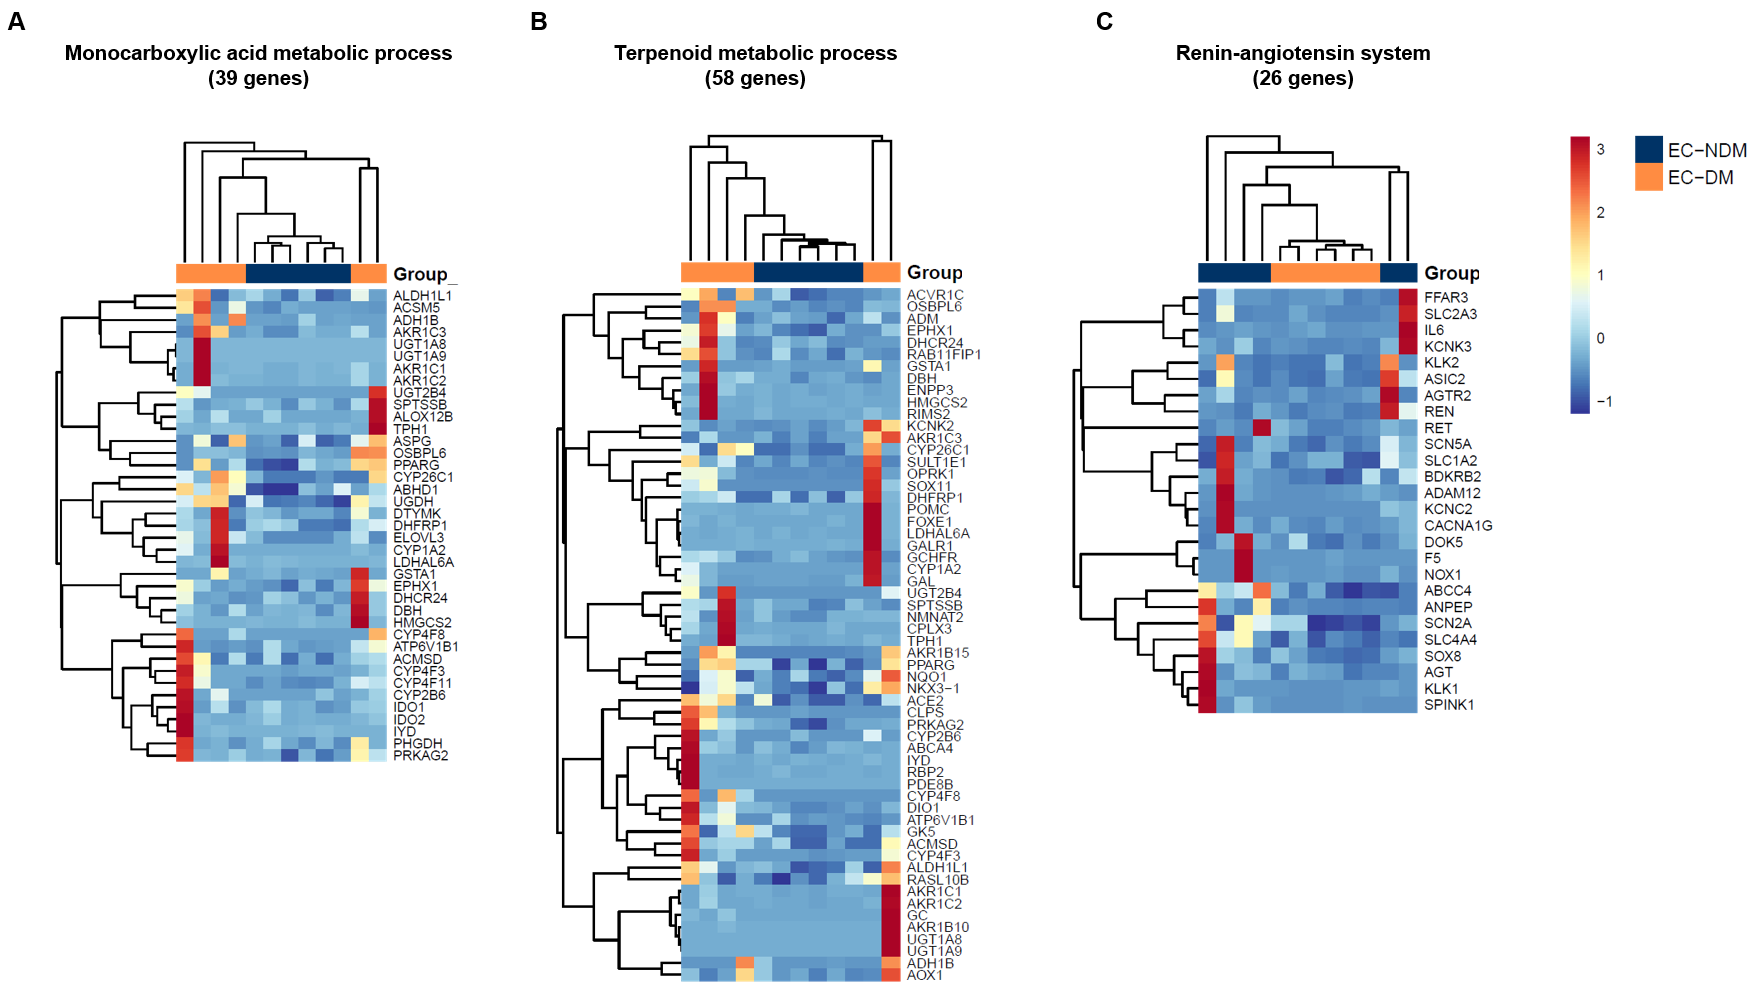 A
Monocarboxylic acid metabolic process
(39 genes)
Group_
ALDH1L1
ACSM5
ADH1B
AKR1C3
UGT1A8
UGT1A9
AKR1C1
AKR1C2
UGT2B4
SPTSSB
ALOX12B
TPH1
ASPG
OSBPL6
PPARG
CYP26C1
ABHD1
UGDH
DTYMK
DHFRP1
ELOVL3
CYP1A2
LDHAL6A
GSTA1
EPHX1
DHCR24
DBH
HMGCS2
CYP4F8
ATP6V1B1
ACMSD
CYP4F3
CYP4F11
CYP2B6
IDO1
IDO2
IYD
PHGDH
PRKAG2
B
Terpenoid metabolic process
(58 genes)
Group
ACVR1C
OSBPL6
ADM
EPHX1
DHCR24
RAB11FIP1
GSTA1
DBH
ENPP3
HMGCS2
RIMS2
KCNK2
AKR1C3
CYP26C1
SULT1E1
OPRK1
SOX11
DHFRP1
POMC
FOXE1
LDHAL6A
GALR1
GCHFR
CYP1A2
GAL
UGT2B4
SPTSSB
NMNAT2
CPLX3
TPH1
AKR1B15
PPARG
NQO1
NKX3−1
ACE2
CLPS
PRKAG2
CYP2B6
ABCA4
IYD
RBP2
PDE8B
CYP4F8
DIO1
ATP6V1B1
GK5
ACMSD
CYP4F3
ALDH1L1
RASL10B
AKR1C1
AKR1C2
GC
AKR1B10
UGT1A8
UGT1A9
ADH1B
AOX1
C
Renin-angiotensin system
(26 genes)
Group
FFAR3
SLC2A3
IL6
KCNK3
KLK2
ASIC2
AGTR2
REN
RET
SCN5A
SLC1A2
BDKRB2
ADAM12
KCNC2
CACNA1G
DOK5
F5
NOX1
ABCC4
ANPEP
SCN2A
SLC4A4
SOX8
AGT
KLK1
SPINK1
3
2
1
0
−1
EC−NDM
EC−DM